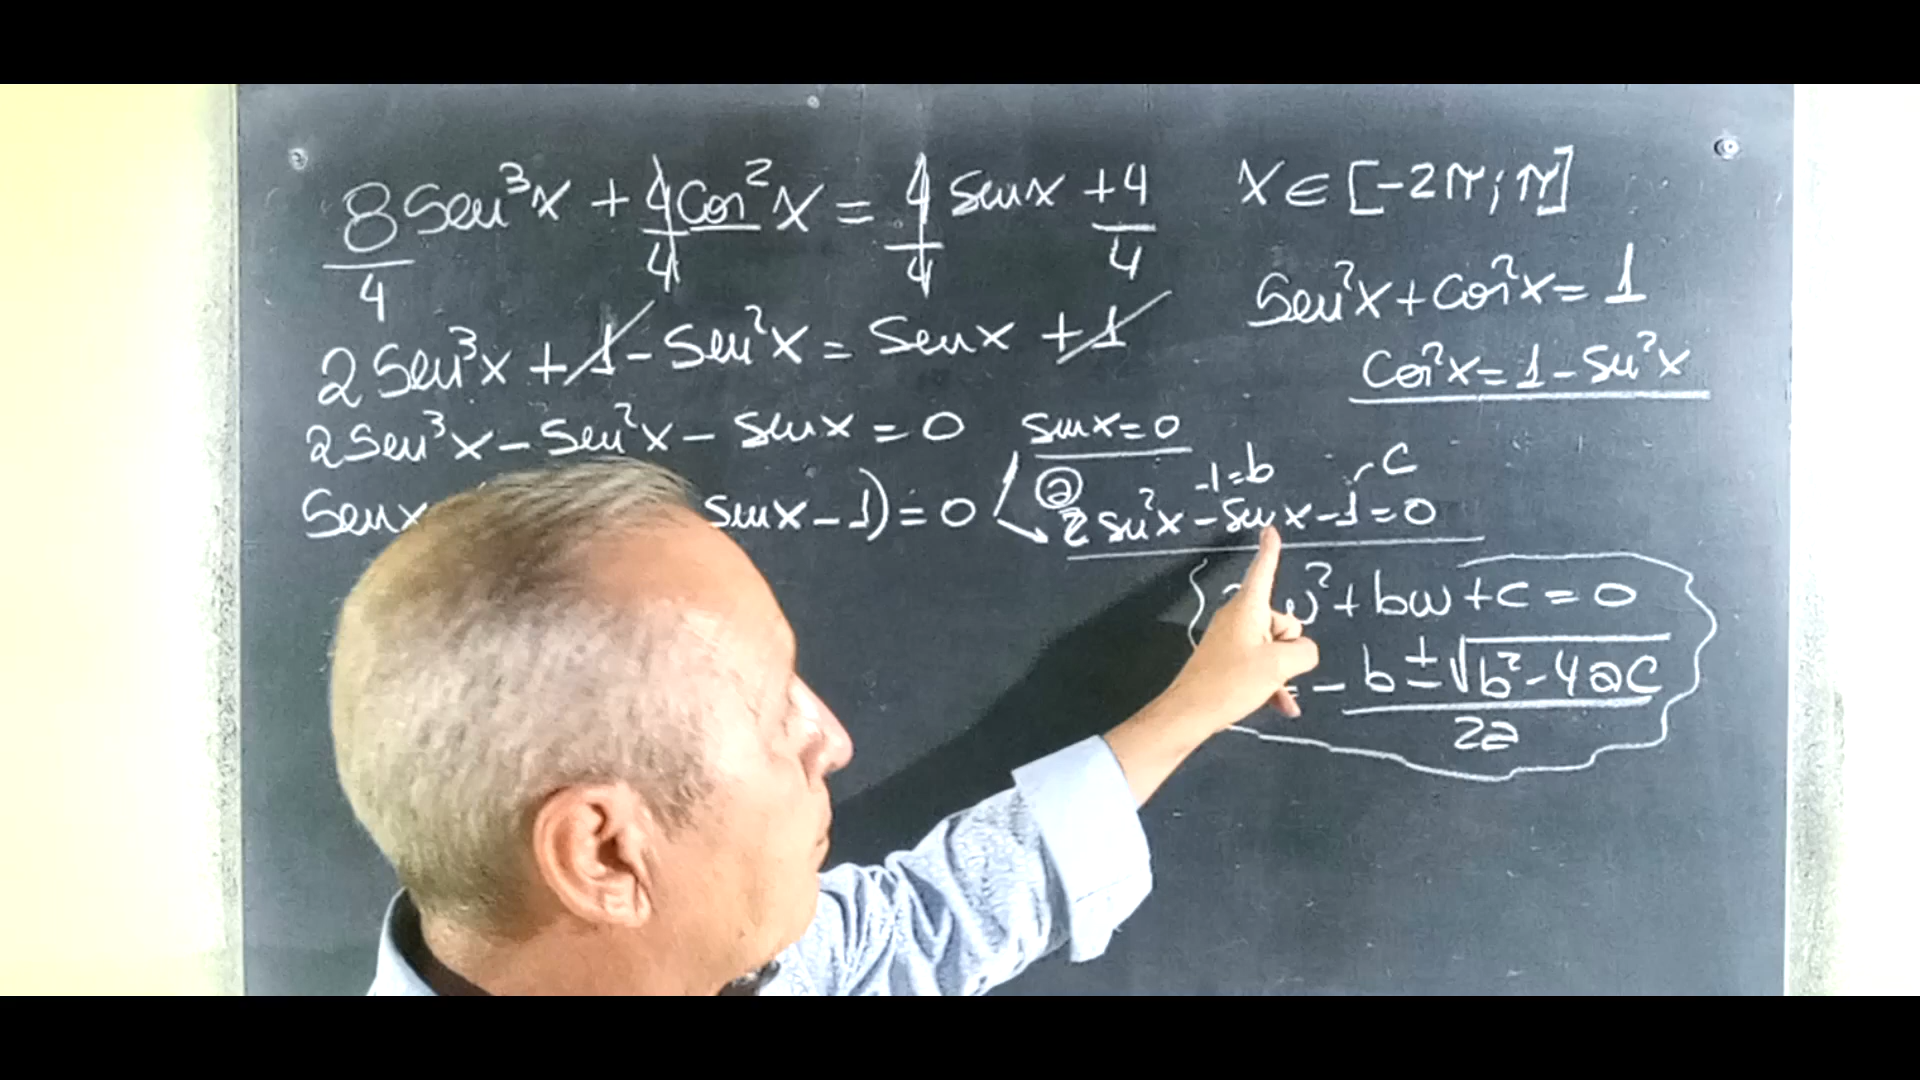 8 Sen³x + 4 Cos²x = 4 senx + 4 x ∈ [-2π; π]
4 4 4 4
Sen²x + Cos²x = 1
2 Sen³x + 1 - Sen²x = Senx + 1
Cos²x = 1 - Sen²x
2 Sen³x - Sen²x - senx = 0
senx = 0
a -1=b c
Senx senx - 1) = 0
2 sen²x - senx - 1 = 0
w² + bw + c = 0
= -b ± √b² - 4ac
2a